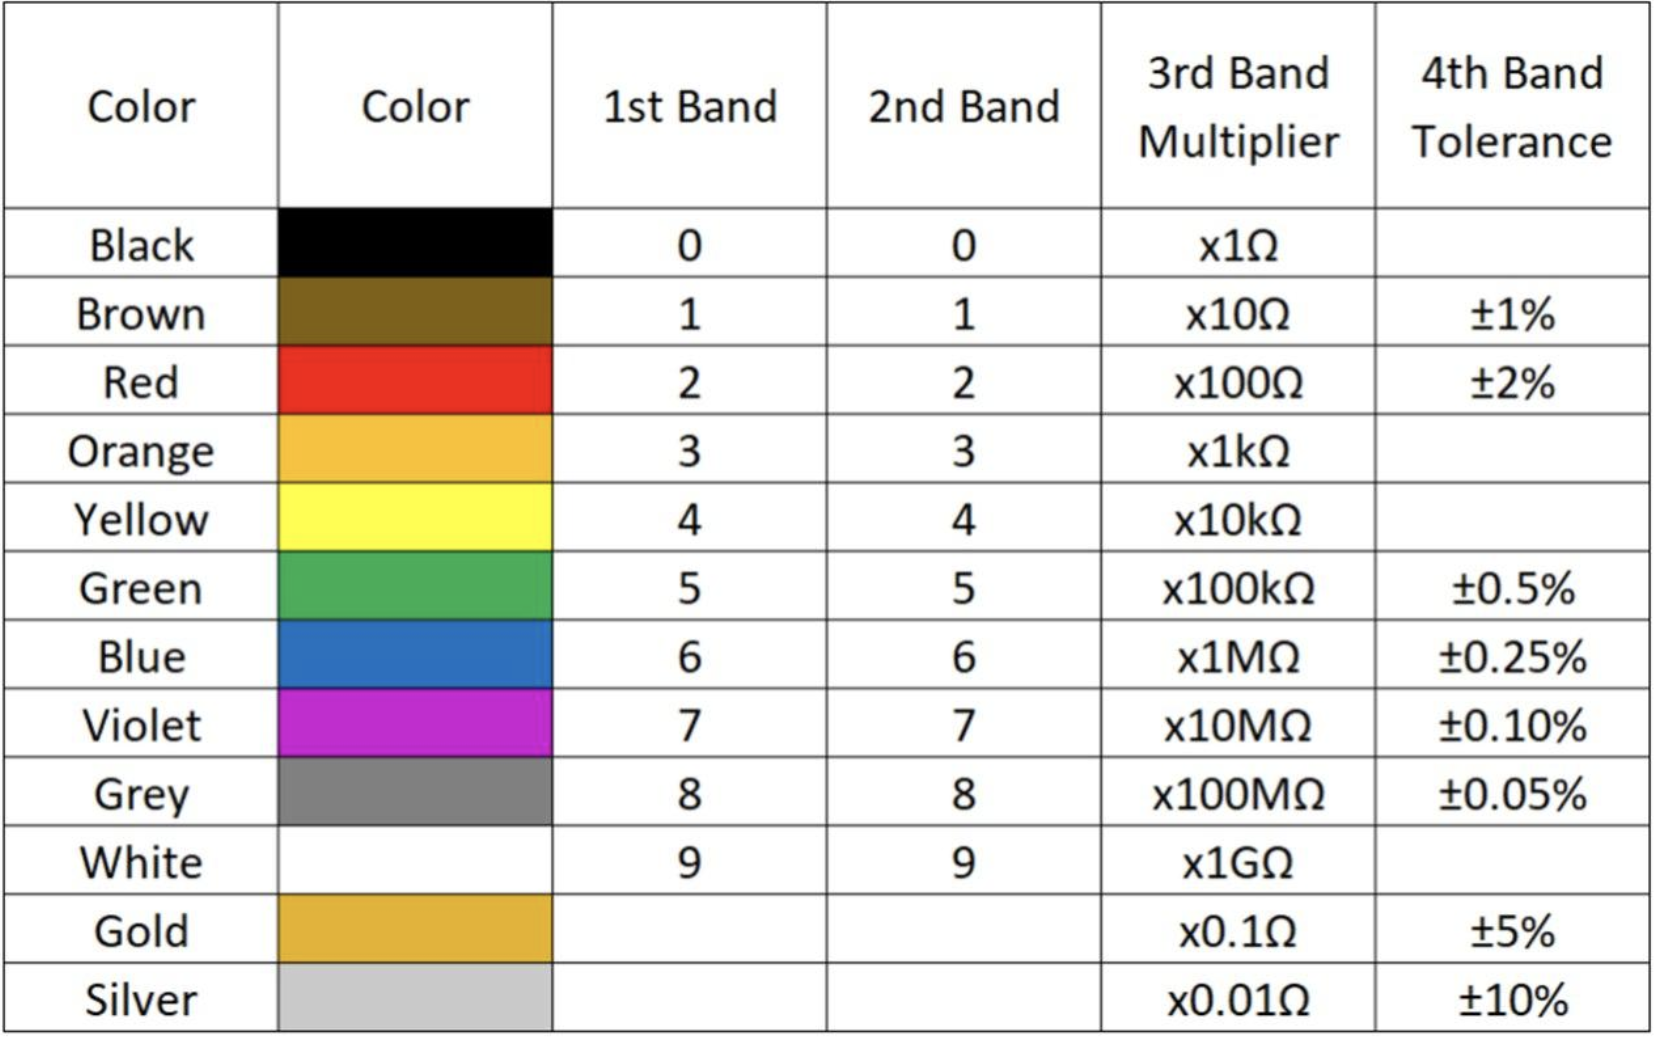 Color Color 1st Band 2nd Band 3rd Band Multiplier 4th Band Tolerance
Black 0 0 x1Ω
Brown 1 1 x10Ω ±1%
Red 2 2 x100Ω ±2%
Orange 3 3 x1kΩ
Yellow 4 4 x10kΩ
Green 5 5 x100kΩ ±0.5%
Blue 6 6 x1MΩ ±0.25%
Violet 7 7 x10MΩ ±0.10%
Grey 8 8 x100MΩ ±0.05%
White 9 9 x1GΩ
Gold x0.1Ω ±5%
Silver x0.01Ω ±10%